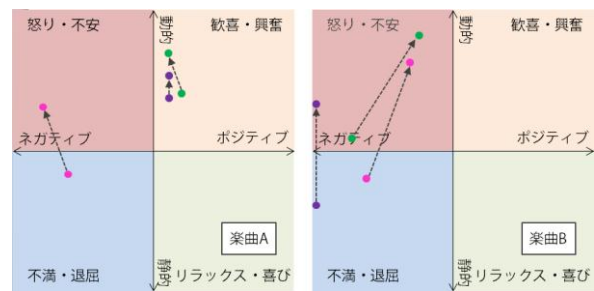 怒り・不安
動的
歓喜・興奮
ネガティブ
ポジティブ
楽曲A
不満・退屈
静的
リラックス・喜び
怒り・不安
動的
歓喜・興奮
ネガティブ
ポジティブ
楽曲B
不満・退屈
静的
リラックス・喜び